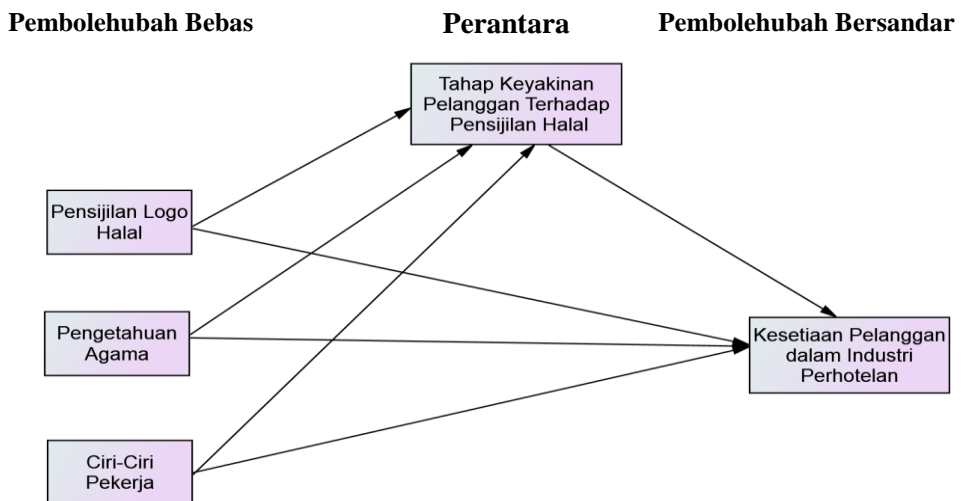 Pembolehubah Bebas
Perantara
Pembolehubah Bersandar
Tahap Keyakinan
Pelanggan Terhadap
Pensijilan Halal
Pensijilan Logo
Halal
Pengetahuan
Agama
Kesetiaan Pelanggan
dalam Industri
Perhotelan
Ciri-Ciri
Pekerja